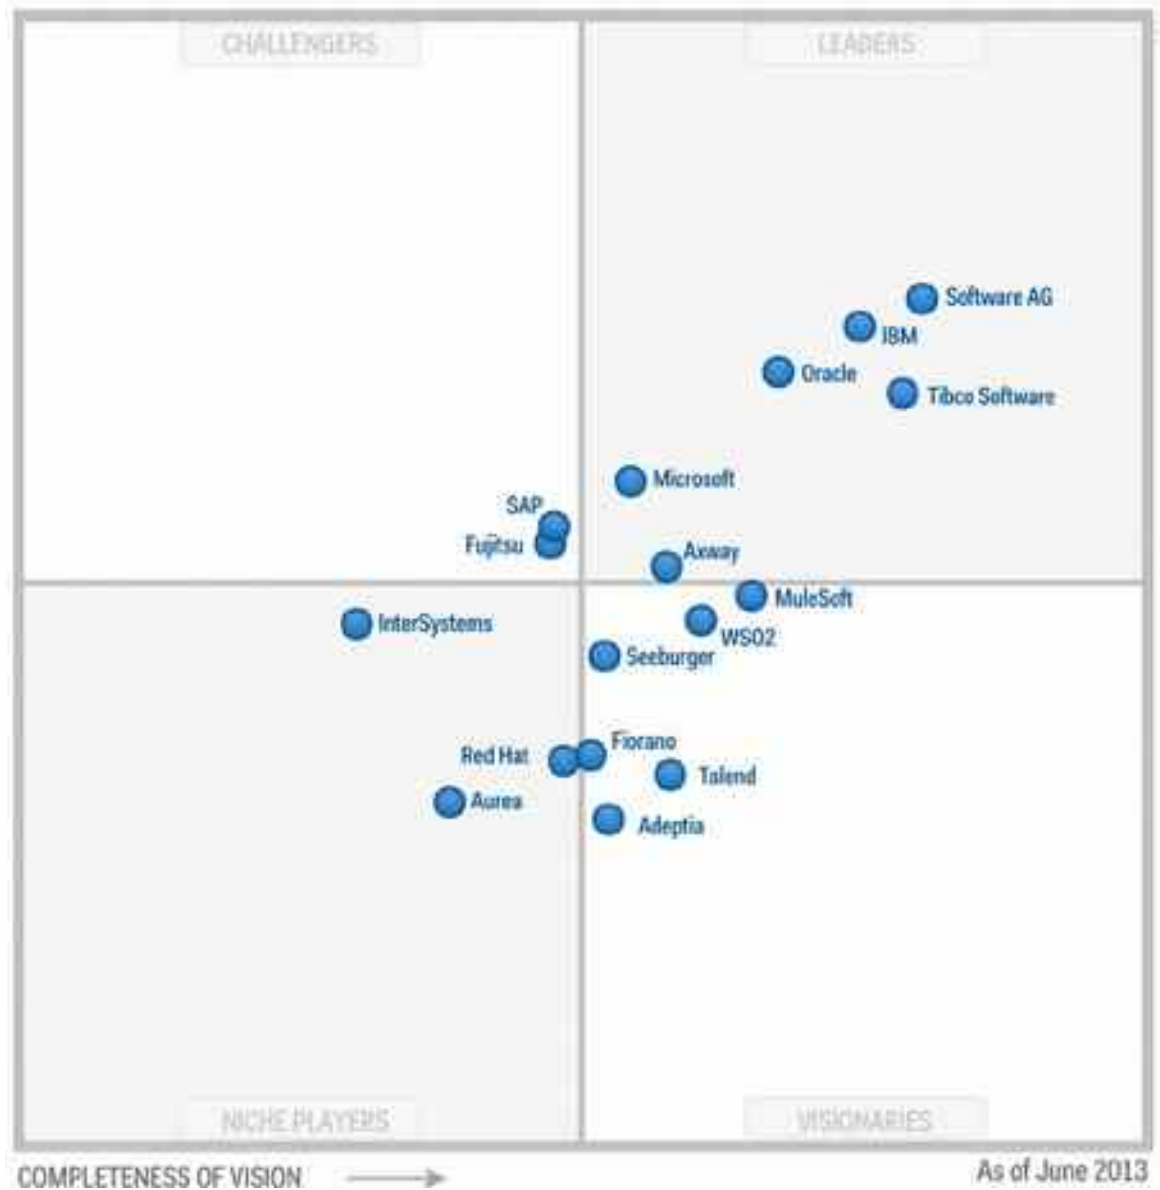 CHALLENGERS
LEADERS
Software AG
IBM
Oracle
Tibco Software
Microsoft
SAP
Fujitsu
Axway
MuleSoft
InterSystems
WSO2
Seeburger
Fiorano
Red Hat
Talend
Aurea
Adeptia
NICHE PLAYERS
VISIONARIES
COMPLETENESS OF VISION
As of June 2013